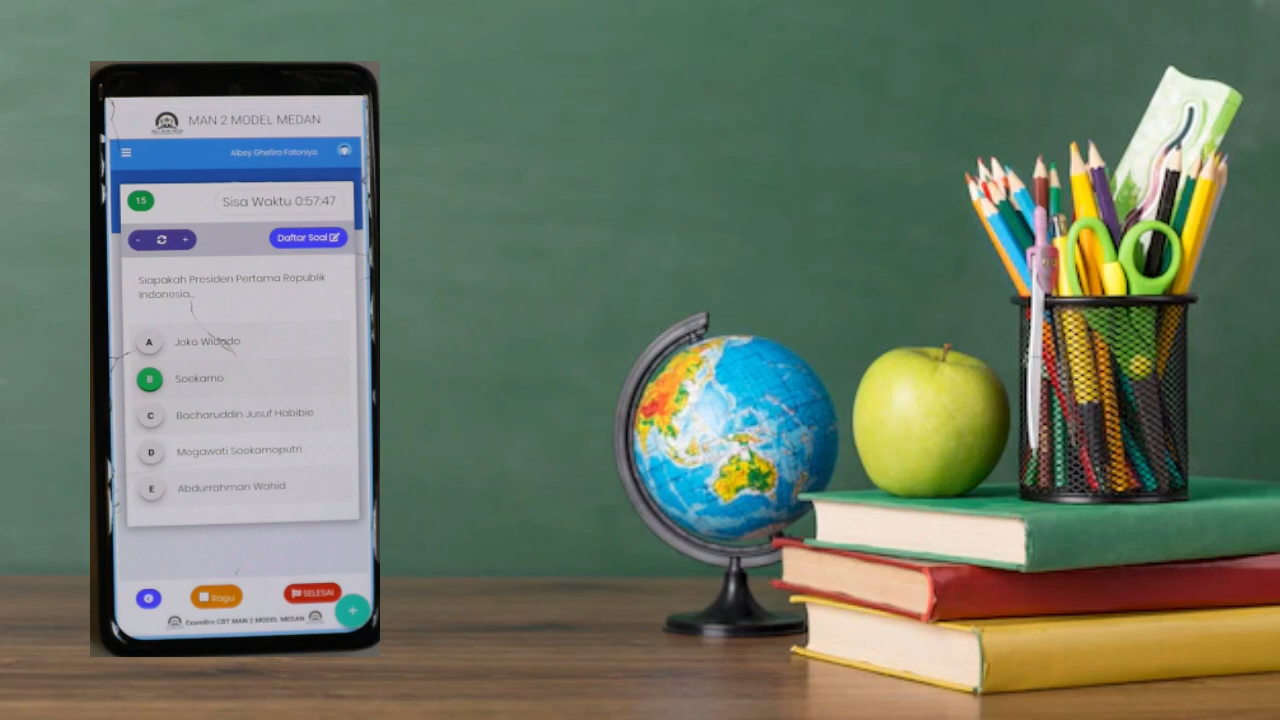 MAN 2 MODEL MEDAN
Albey Ghefira Fatoniya
15
Sisa Waktu 0:57:47
- +
Daftar Soal
Siapakah Presiden Pertama Republik
Indonesia...
A Joko Widodo
B Soekarno
C Bacharuddin Jusuf Habibie
D Megawati Soekarnoputri
E Abdurrahman Wahid
Ragu
SELESAI
+
Examdro CBT MAN 2 MODEL MEDAN